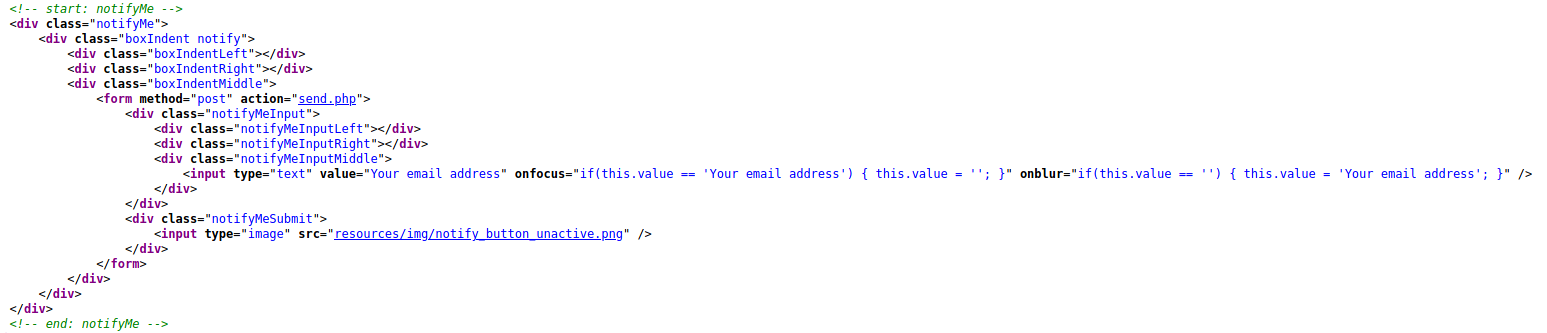 <!-- start: notifyMe -->
<div class="notifyMe">
    <div class="boxIndent notify">
        <div class="boxIndentLeft"></div>
        <div class="boxIndentRight"></div>
        <div class="boxIndentMiddle">
            <form method="post" action="send.php">
                <div class="notifyMeInput">
                    <div class="notifyMeInputLeft"></div>
                    <div class="notifyMeInputRight"></div>
                    <div class="notifyMeInputMiddle">
                        <input type="text" value="Your email address" onfocus="if(this.value == 'Your email address') { this.value = ''; }" onblur="if(this.value == '') { this.value = 'Your email address'; }" />
                    </div>
                </div>
                <div class="notifyMeSubmit">
                    <input type="image" src="resources/img/notify_button_unactive.png" />
                </div>
            </form>
        </div>
    </div>
</div>
<!-- end: notifyMe -->